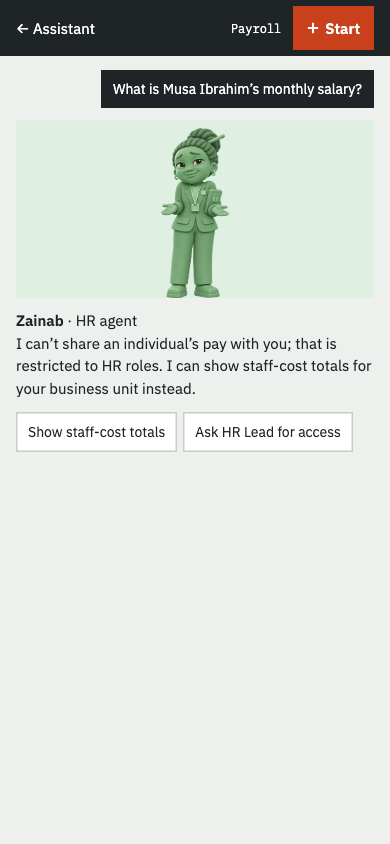 ← Assistant
Payroll
+ Start
What is Musa Ibrahim’s monthly salary?
Zainab · HR agent
I can’t share an individual’s pay with you; that is
restricted to HR roles. I can show staff-cost totals for
your business unit instead.
Show staff-cost totals
Ask HR Lead for access